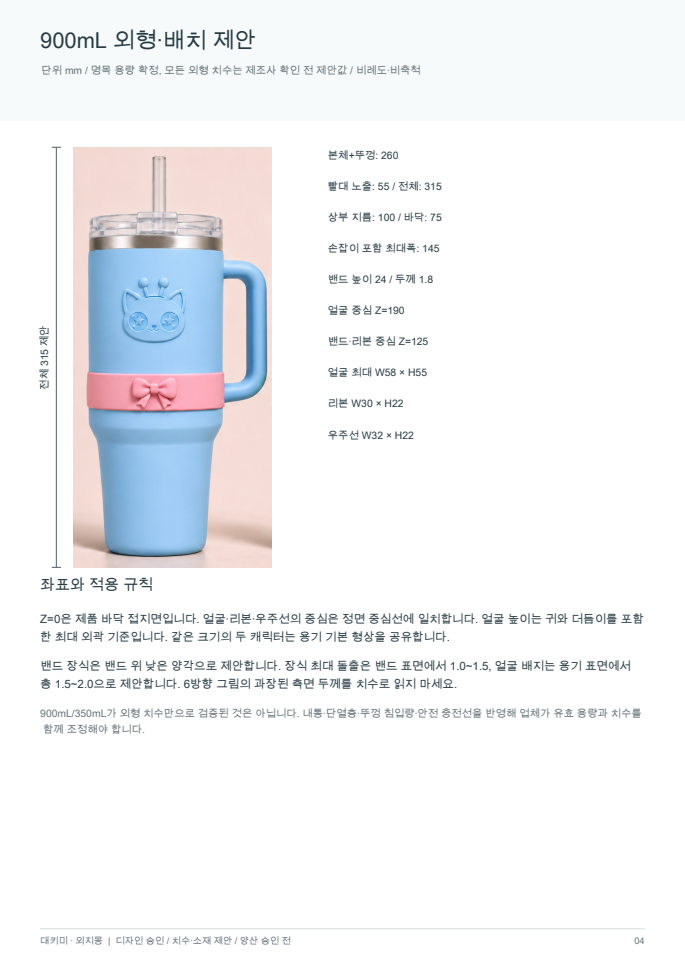 900mL 외형·배치 제안
단위 mm / 명목 용량 확정, 모든 외형 치수는 제조사 확인 전 제안값 / 비례도·비축척
전체 315 제안
본체+뚜껑: 260
빨대 노출: 55 / 전체: 315
상부 지름: 100 / 바닥: 75
손잡이 포함 최대폭: 145
밴드 높이 24 / 두께 1.8
얼굴 중심 Z=190
밴드·리본 중심 Z=125
얼굴 최대 W58 × H55
리본 W30 × H22
우주선 W32 × H22
좌표와 적용 규칙
Z=0은 제품 바닥 접지면입니다. 얼굴·리본·우주선의 중심은 정면 중심선에 일치합니다. 얼굴 높이는 귀와 더듬이를 포함
한 최대 외곽 기준입니다. 같은 크기의 두 캐릭터는 용기 기본 형상을 공유합니다.
밴드 장식은 밴드 위 낮은 양각으로 제안합니다. 장식 최대 돌출은 밴드 표면에서 1.0~1.5, 얼굴 배지는 용기 표면에서
총 1.5~2.0으로 제안합니다. 6방향 그림의 과장된 측면 두께를 치수로 읽지 마세요.
900mL/350mL가 외형 치수만으로 검증된 것은 아닙니다. 내통·단열층·뚜껑 침입량·안전 충전선을 반영해 업체가 유효 용량과 치수를
함께 조정해야 합니다.
대키미 · 외지뿡 | 디자인 승인 / 치수·소재 제안 / 양산 승인 전
04